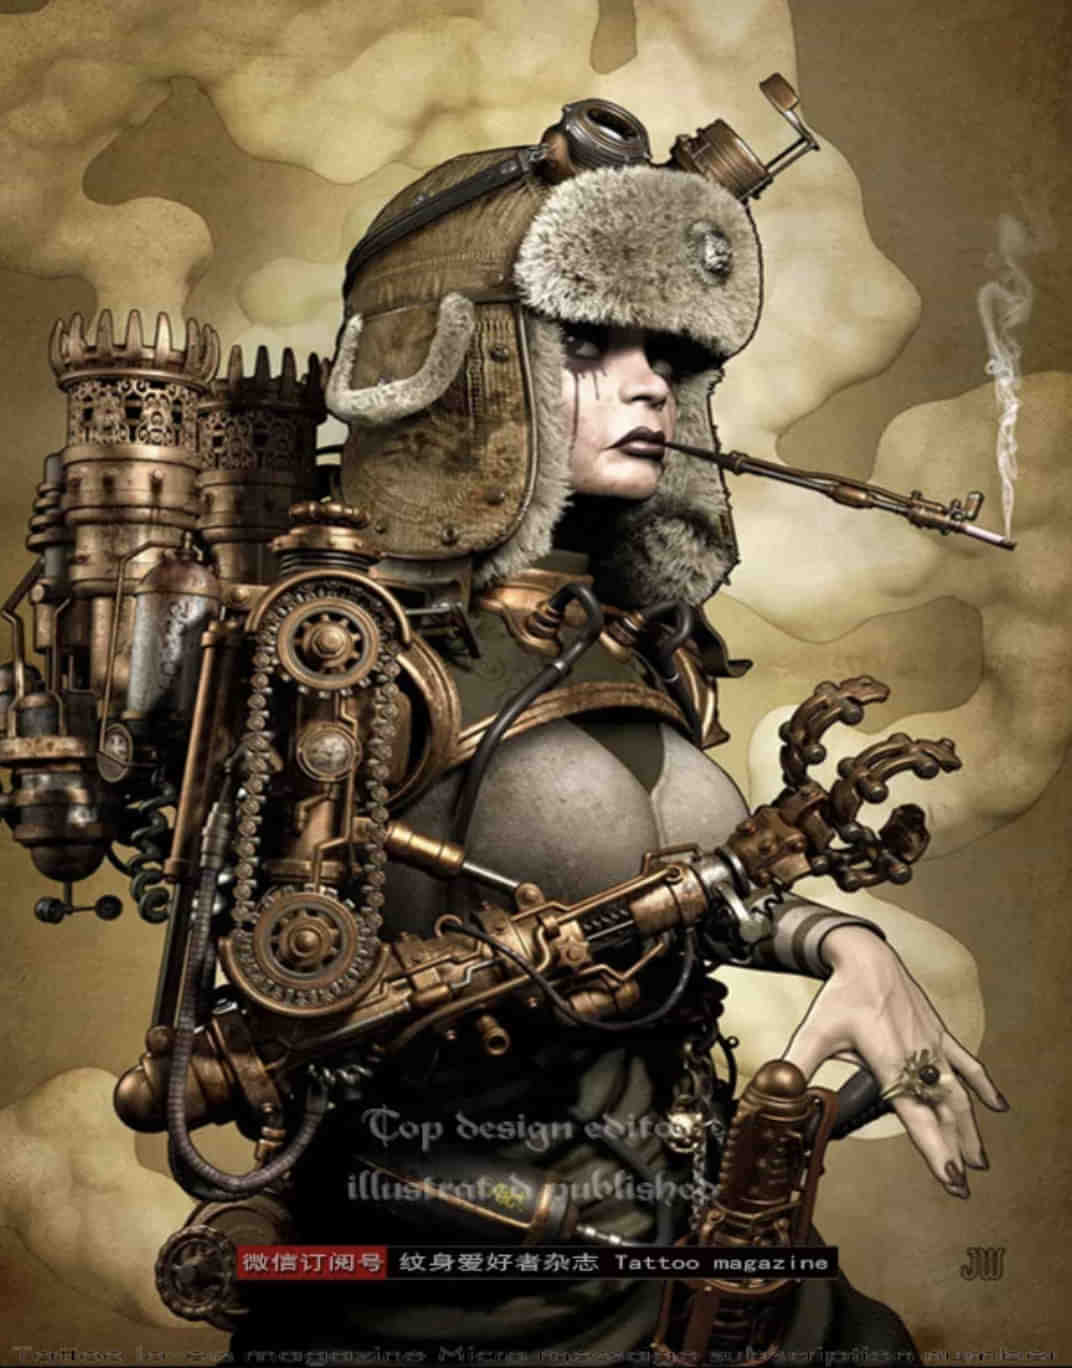 Top design editor
illustrated published
微信订阅号 纹身爱好者杂志 Tattoo magazine
JW